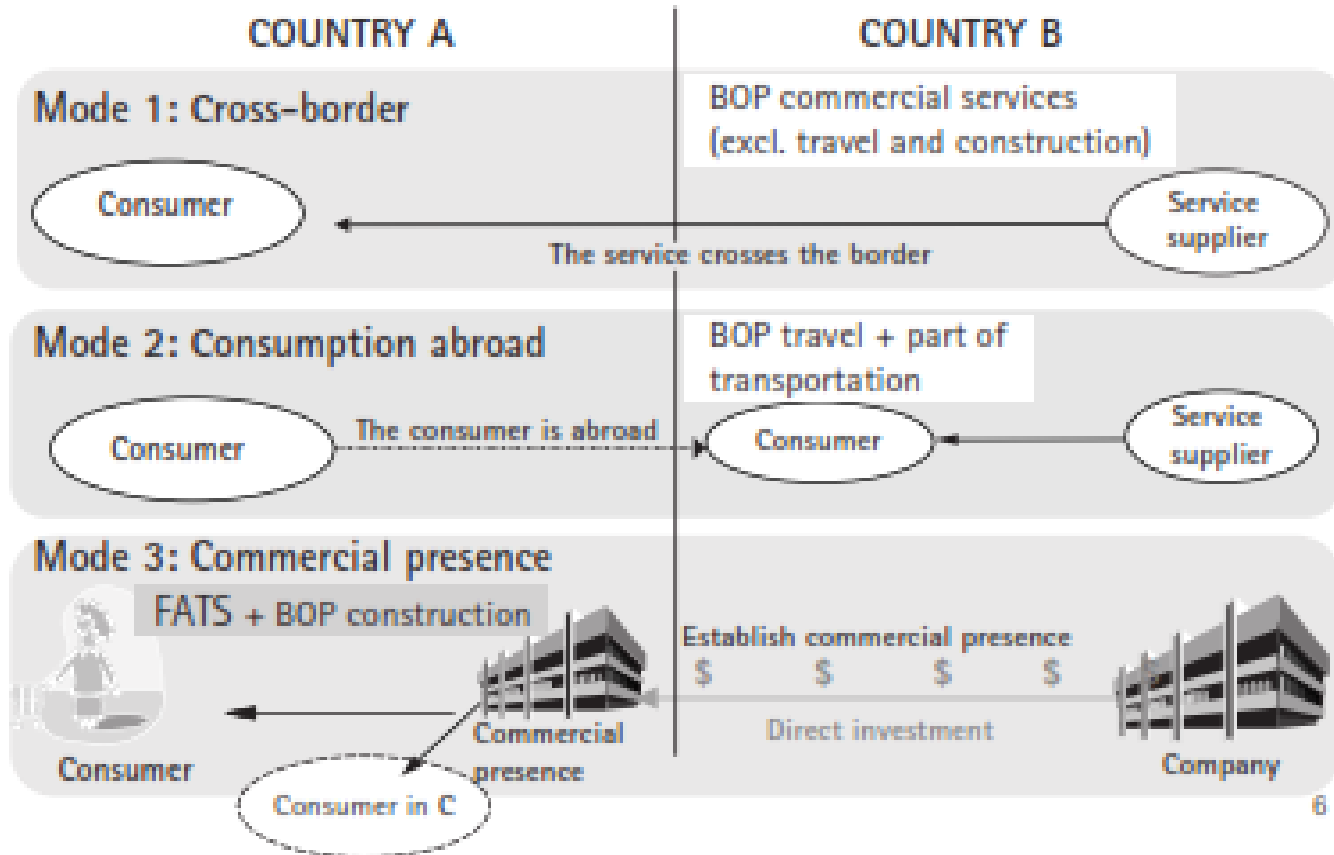 COUNTRY A
COUNTRY B
Mode 1: Cross-border
BOP commercial services
(excl. travel and construction)
Consumer
Service
supplier
The service crosses the border
Mode 2: Consumption abroad
BOP travel + part of
transportation
Consumer
The consumer is abroad
Consumer
Service
supplier
Mode 3: Commercial presence
FATS + BOP construction
Establish commercial presence
$ $ $ $
Direct investment
Commercial
presence
Consumer
Company
Consumer in C
6